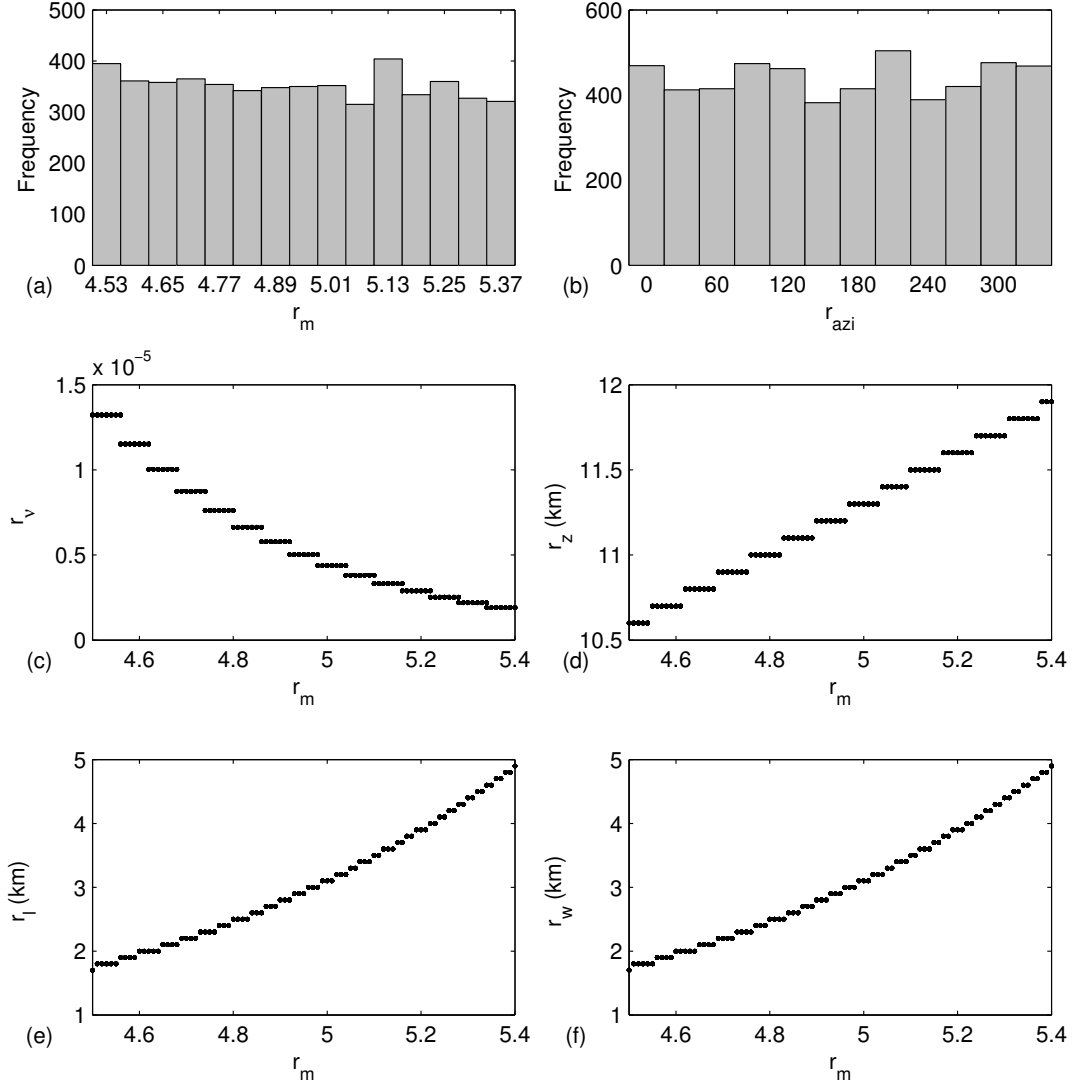 500
400
300
200
100
0
Frequency
4.53 4.65 4.77 4.89 5.01 5.13 5.25 5.37
(a)
r_m
600
400
200
0
Frequency
0 60 120 180 240 300
(b)
r_azi
x 10^−5
1.5
1
0.5
0
r_ν
4.6 4.8 5 5.2 5.4
(c)
r_m
12
11.5
11
10.5
r_z (km)
4.6 4.8 5 5.2 5.4
(d)
r_m
5
4
3
2
1
r_l (km)
4.6 4.8 5 5.2 5.4
(e)
r_m
5
4
3
2
1
r_w (km)
4.6 4.8 5 5.2 5.4
(f)
r_m